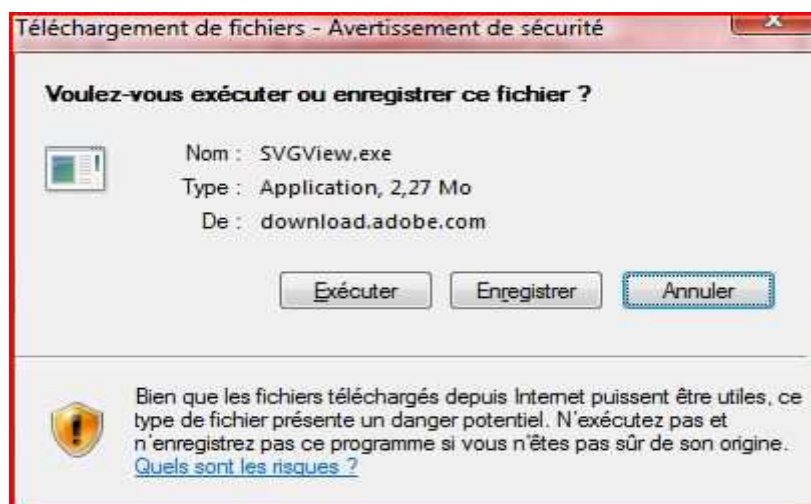 Téléchargement de fichiers - Avertissement de sécurité
Voulez-vous exécuter ou enregistrer ce fichier ?
Nom : SVGView.exe
Type : Application, 2,27 Mo
De : download.adobe.com
Exécuter Enregistrer Annuler
Bien que les fichiers téléchargés depuis Internet puissent être utiles, ce
type de fichier présente un danger potentiel. N'exécutez pas et
n'enregistrez pas ce programme si vous n'êtes pas sûr de son origine.
Quels sont les risques ?